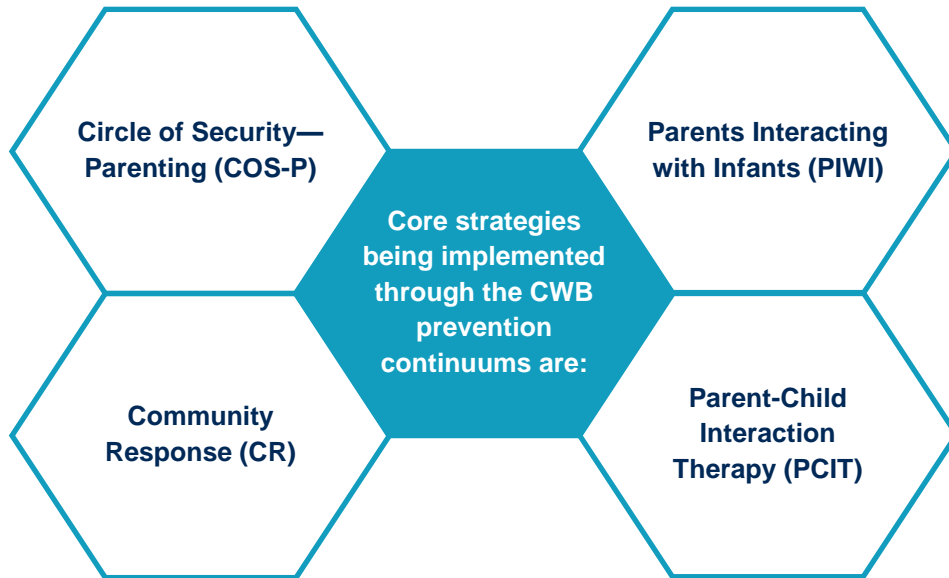 Circle of Security—
Parenting (COS-P)
Parents Interacting
with Infants (PIWI)
Core strategies
being implemented
through the CWB
prevention
continuums are:
Community
Response (CR)
Parent-Child
Interaction
Therapy (PCIT)